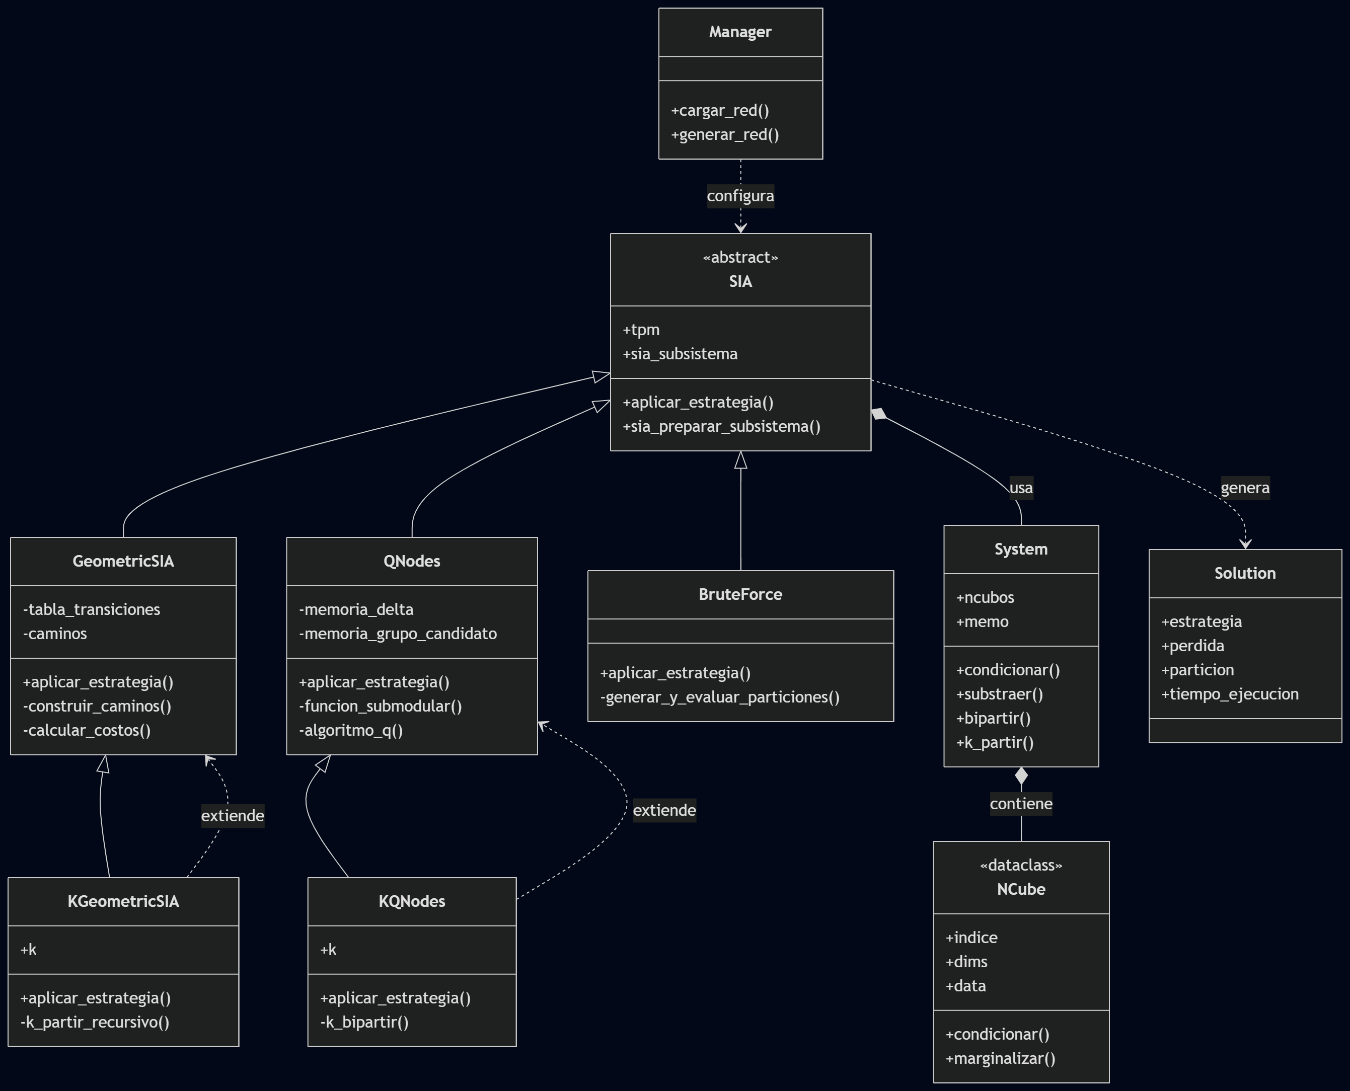 Manager
+cargar_red()
+generar_red()
configura
«abstract»
SIA
+tpm
+sia_subsistema
+aplicar_estrategia()
+sia_preparar_subsistema()
usa
genera
GeometricSIA
-tabla_transiciones
-caminos
+aplicar_estrategia()
-construir_caminos()
-calcular_costos()
QNodes
-memoria_delta
-memoria_grupo_candidato
+aplicar_estrategia()
-funcion_submodular()
-algoritmo_q()
BruteForce
+aplicar_estrategia()
-generar_y_evaluar_particiones()
System
+ncubos
+memo
+condicionar()
+substraer()
+bipartir()
+k_partir()
Solution
+estrategia
+perdida
+particion
+tiempo_ejecucion
extiende
extiende
contiene
KGeometricSIA
+k
+aplicar_estrategia()
-k_partir_recursivo()
KQNodes
+k
+aplicar_estrategia()
-k_bipartir()
«dataclass»
NCube
+indice
+dims
+data
+condicionar()
+marginalizar()